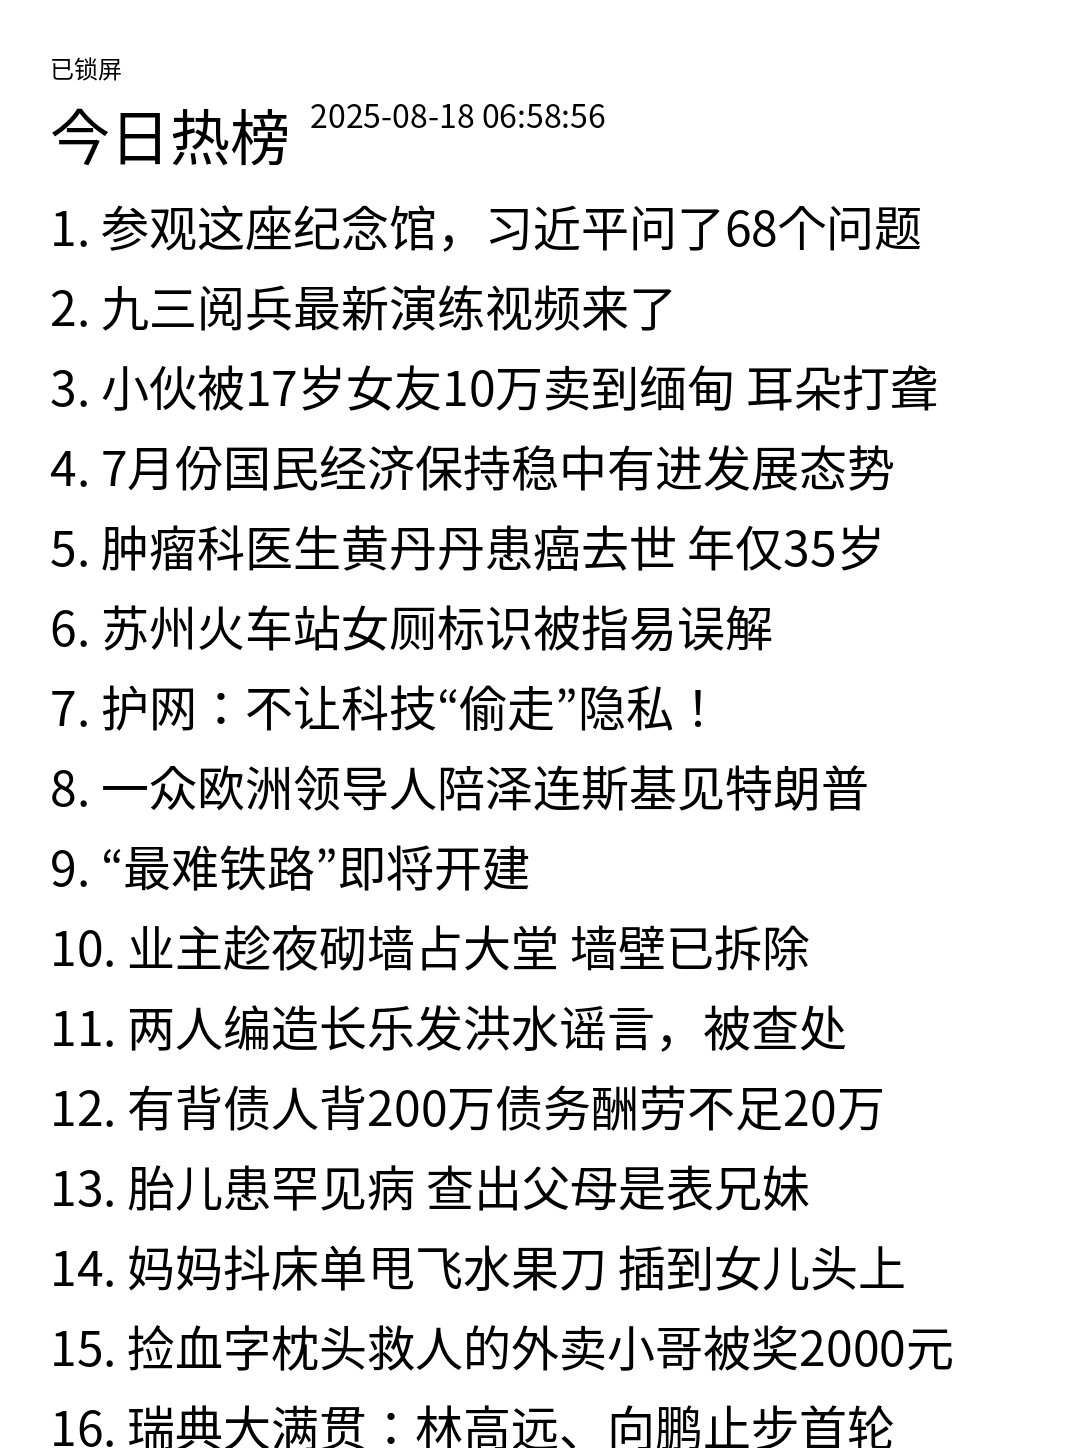 已锁屏
今日热榜 2025-08-18 06:58:56
1. 参观这座纪念馆，习近平问了68个问题
2. 九三阅兵最新演练视频来了
3. 小伙被17岁女友10万卖到缅甸 耳朵打聋
4. 7月份国民经济保持稳中有进发展态势
5. 肿瘤科医生黄丹丹患癌去世 年仅35岁
6. 苏州火车站女厕标识被指易误解
7. 护网：不让科技“偷走”隐私！
8. 一众欧洲领导人陪泽连斯基见特朗普
9. “最难铁路”即将开建
10. 业主趁夜砌墙占大堂 墙壁已拆除
11. 两人编造长乐发洪水谣言，被查处
12. 有背债人背200万债务酬劳不足20万
13. 胎儿患罕见病 查出父母是表兄妹
14. 妈妈抖床单甩飞水果刀 插到女儿头上
15. 捡血字枕头救人的外卖小哥被奖2000元
16. 瑞典大满贯：林高远、向鹏止步首轮